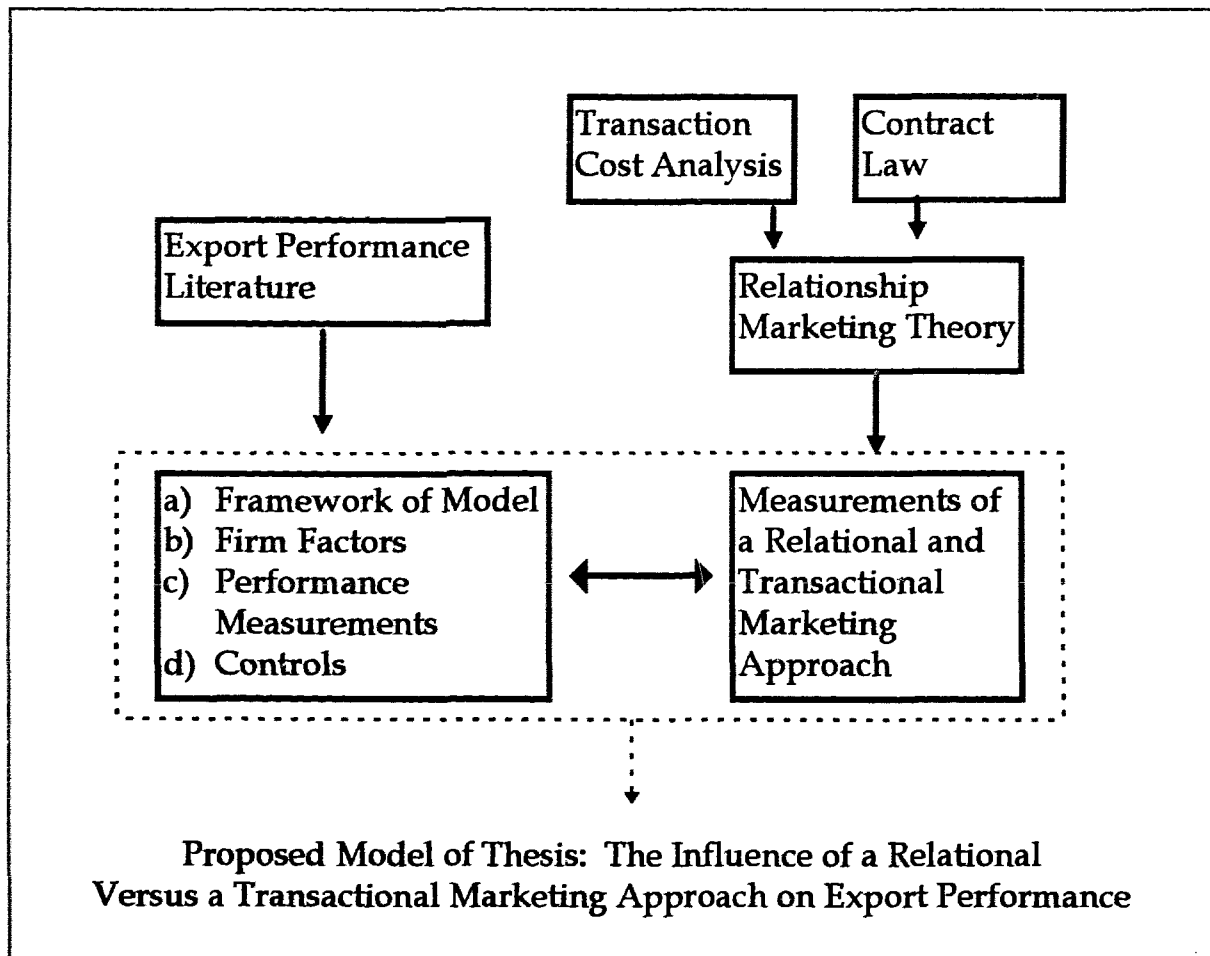 Transaction
Cost Analysis
Contract
Law
Export Performance
Literature
Relationship
Marketing Theory
a) Framework of Model
b) Firm Factors
c) Performance
Measurements
d) Controls
Measurements of
a Relational and
Transactional
Marketing
Approach
Proposed Model of Thesis: The Influence of a Relational
Versus a Transactional Marketing Approach on Export Performance